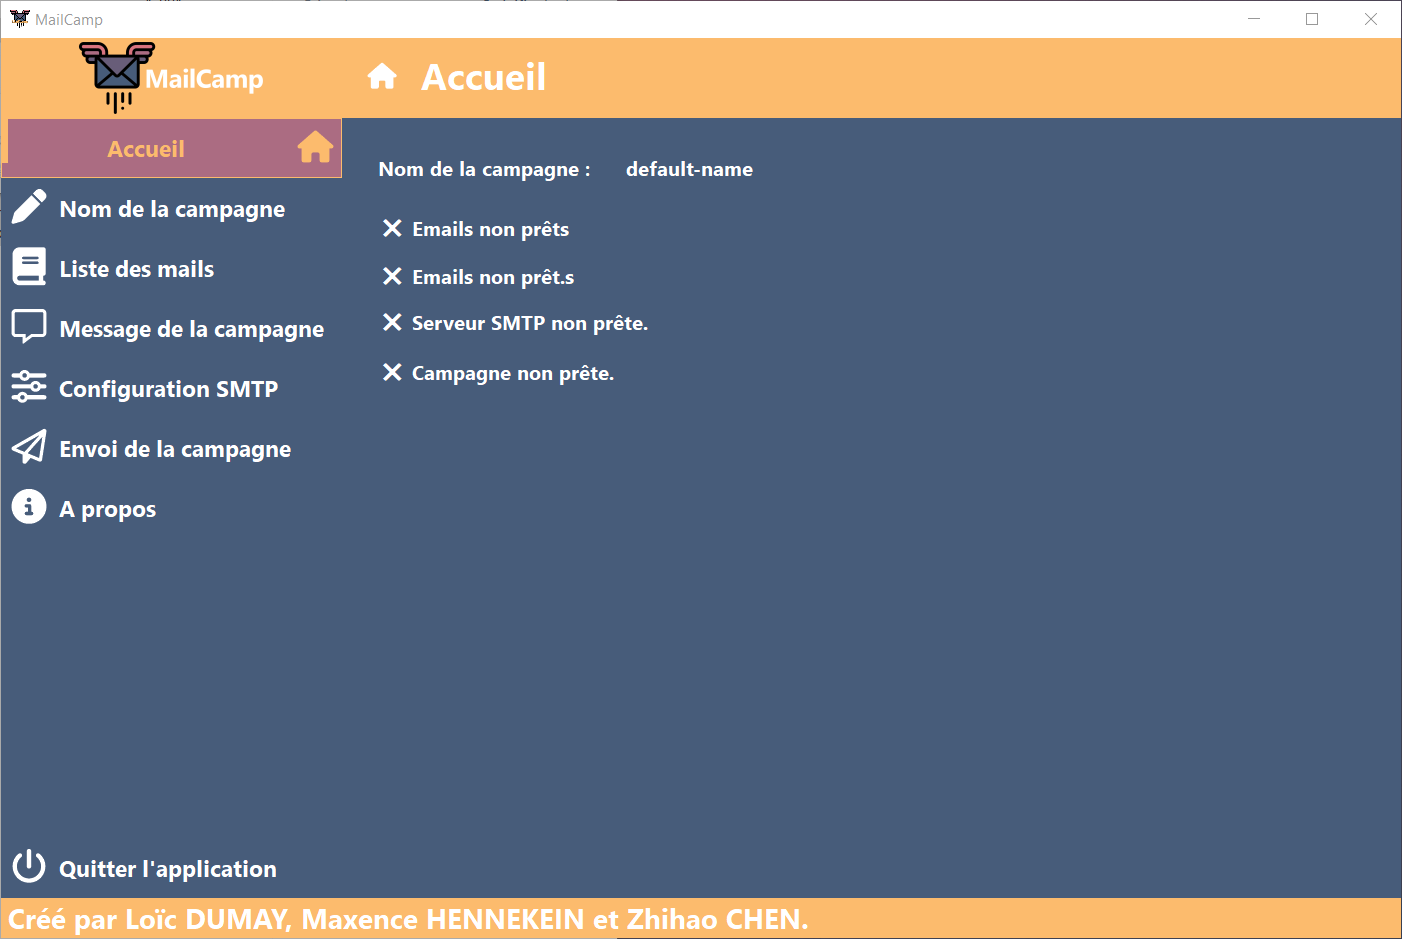 MailCamp
MailCamp
Accueil
Accueil
Nom de la campagne
Liste des mails
Message de la campagne
Configuration SMTP
Envoi de la campagne
A propos
Quitter l'application
Nom de la campagne : default-name
Emails non prêts
Emails non prêt.s
Serveur SMTP non prête.
Campagne non prête.
Créé par Loïc DUMAY, Maxence HENNEKEIN et Zhihao CHEN.